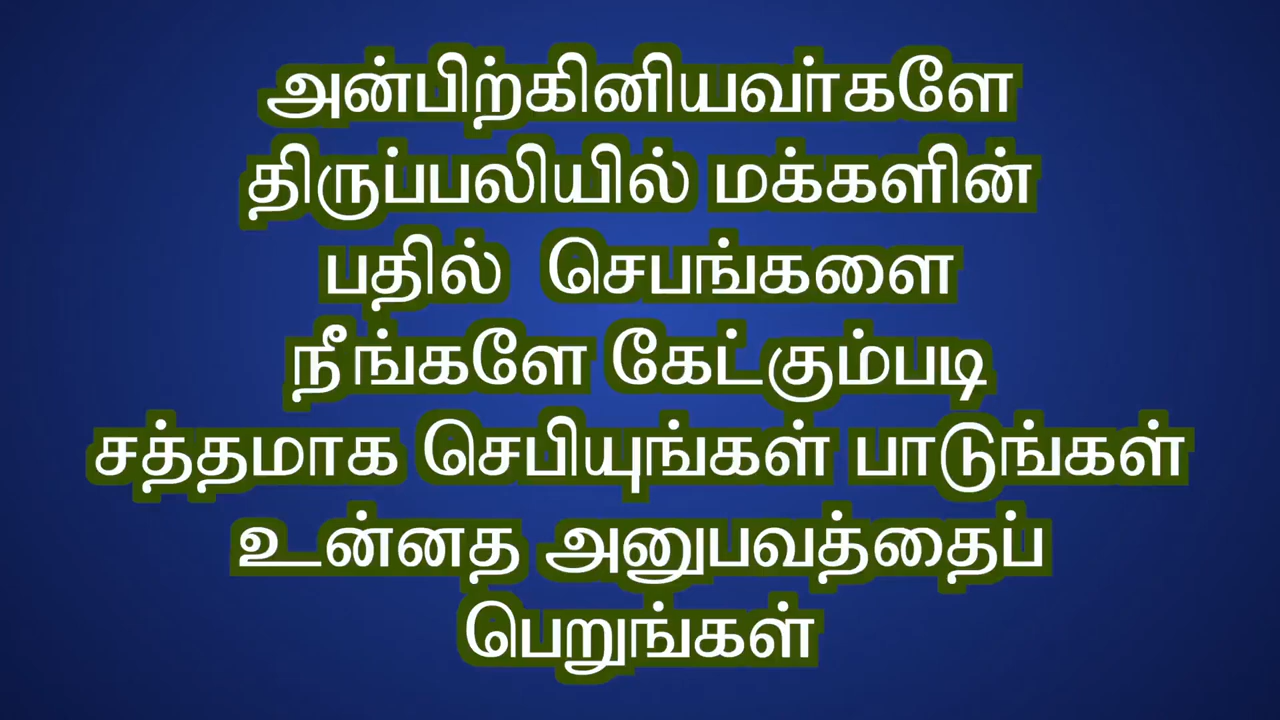 அன்பிற்கினியவர்களே
திருப்பலியில் மக்களின்
பதில் செபங்களை
நீங்களே கேட்கும்படி
சத்தமாக செபியுங்கள் பாடுங்கள்
உன்னத அனுபவத்தைப்
பெறுங்கள்